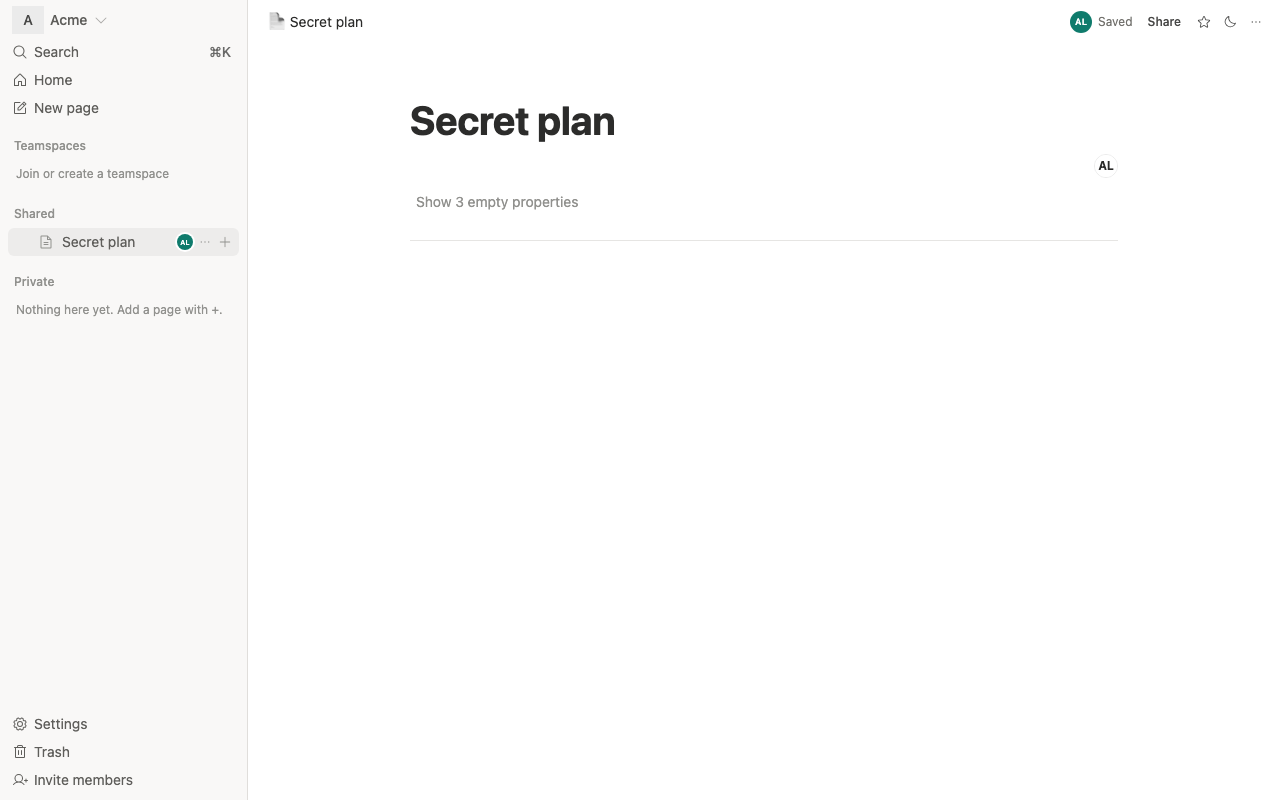 A Acme
Search ⌘K
Home
New page
Teamspaces
Join or create a teamspace
Shared
Secret plan AL ...
Private
Nothing here yet. Add a page with +.
Settings
Trash
Invite members
Secret plan
AL Saved Share ...
Secret plan
AL
Show 3 empty properties